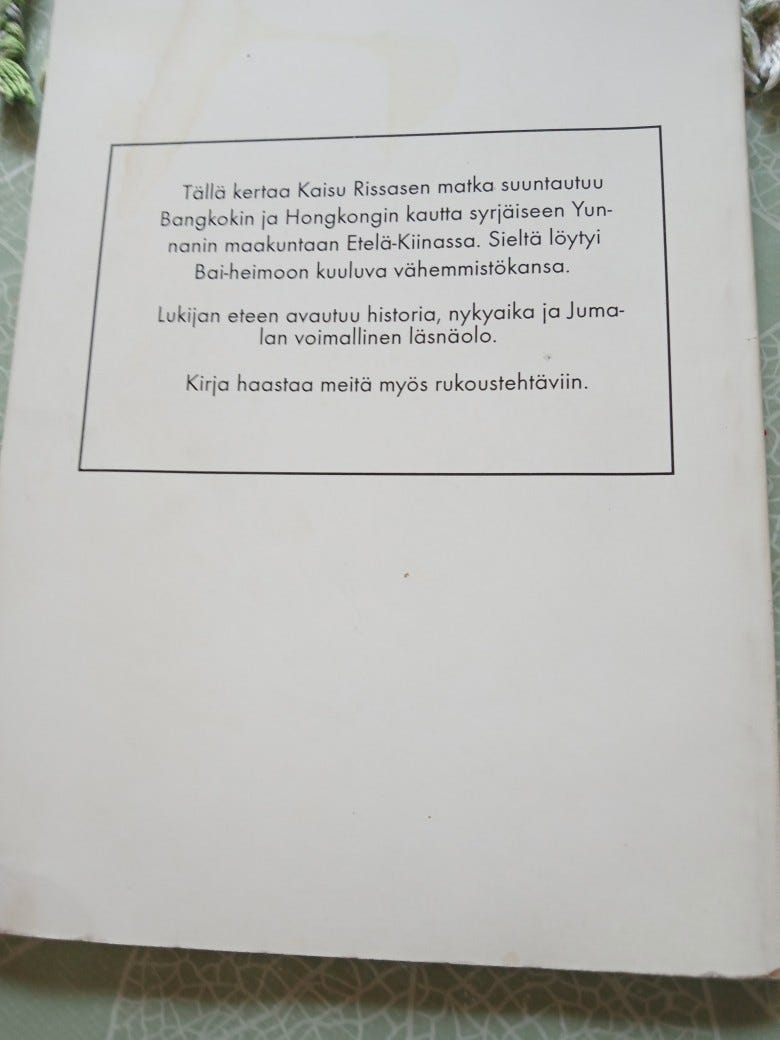 Tällä kertaa Kaisu Rissasen matka suuntautuu
Bangkokin ja Hongkongin kautta syrjäiseen Yun-
nanin maakuntaan Etelä-Kiinassa. Sieltä löytyi
Bai-heimoon kuuluva vähemmistökansa.
Lukijan eteen avautuu historia, nykyaika ja Juma-
lan voimallinen läsnäolo.
Kirja haastaa meitä myös rukoustehtäviin.